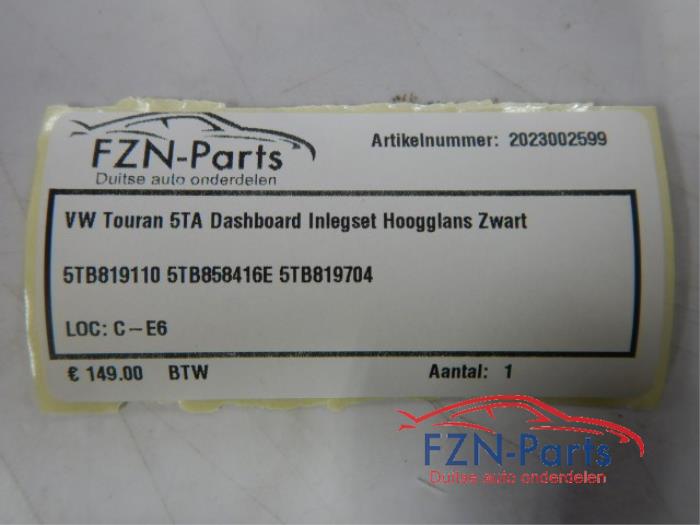 FZN-Parts
Duitse auto onderdelen
Artikelnummer: 2023002599
VW Touran 5TA Dashboard Inlegset Hoogglans Zwart
5TB819110 5TB858416E 5TB819704
LOC: C-E6
€ 149.00 BTW
Aantal: 1
FZN-Parts
Duitse auto onderdelen